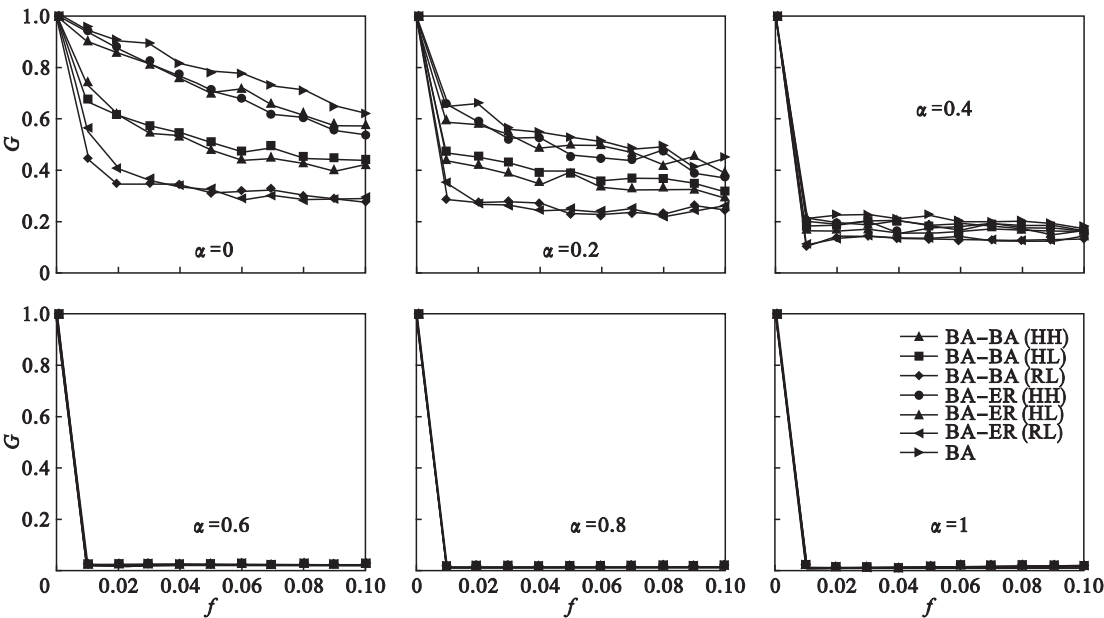 1.0
0.8
0.6
0.4
0.2
0
G
α=0
α=0.2
α=0.4
1.0
0.8
0.6
0.4
0.2
G
α=0.6
α=0.8
BA-BA (HH)
BA-BA (HL)
BA-BA (RL)
BA-ER (HH)
BA-ER (HL)
BA-ER (RL)
BA
α=1
0 0.02 0.04 0.06 0.08 0.10
f
0 0.02 0.04 0.06 0.08 0.10
f
0 0.02 0.04 0.06 0.08 0.10
f